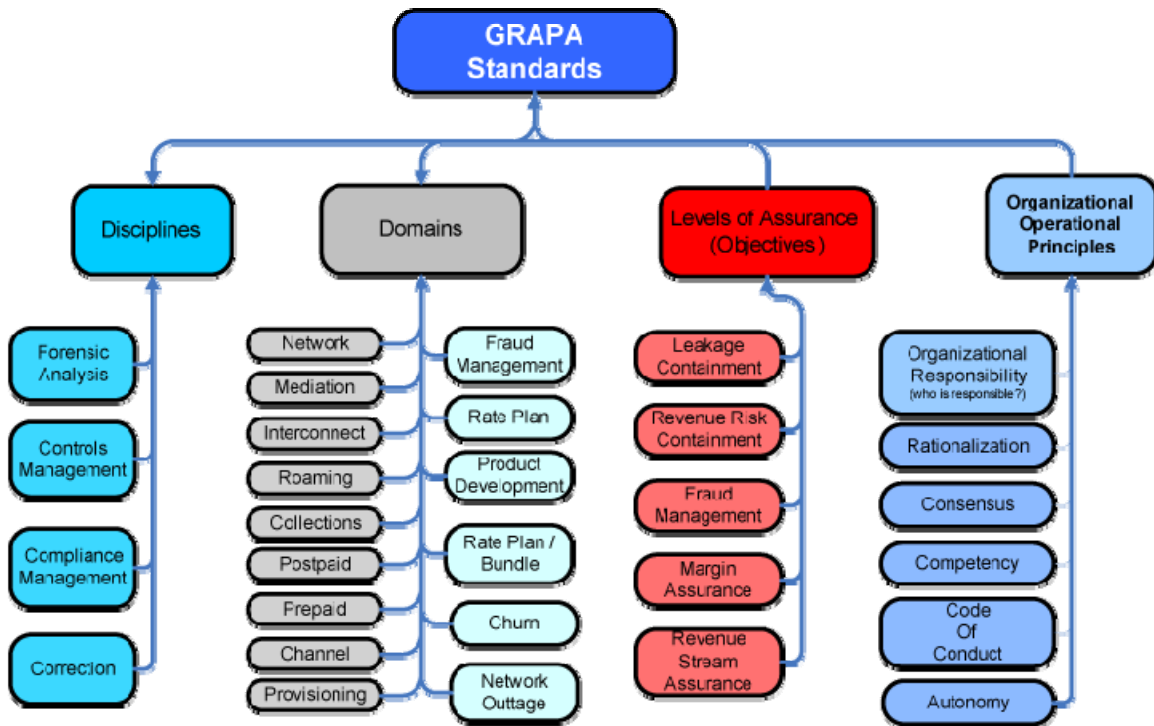 GRAPA
Standards
Disciplines
Domains
Levels of Assurance
(Objectives)
Organizational
Operational
Principles
Forensic
Analysis
Controls
Management
Compliance
Management
Correction
Network
Mediation
Interconnect
Roaming
Collections
Postpaid
Frepaid
Channel
Provisioning
Fraud
Management
Rate Plan
Product
Development
Rate Plan /
Bundle
Churn
Network
Outtage
Leakage
Containment
Revenue Risk
Containment
Fraud
Management
Margin
Assurance
Revenue
Stream
Assurance
Organizational
Responsibility
(who is responsible?)
Rationalization
Consensus
Competency
Code
Of
Conduct
Autonomy